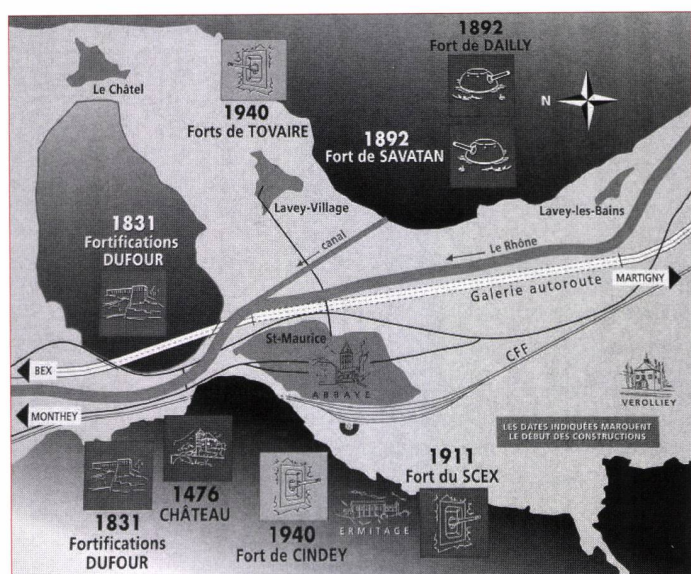 1892
Fort de DAILLY
Le Châtel
1940
Forts de TOVAIRE
N
1892
Fort de SAVATAN
Lavey-Village
Lavey-les-Bains
1831
Fortifications
DUFOUR
canal
Le Rhône
MARTIGNY
Galerie autoroute
St-Maurice
CFF
BEX
ABBAYE
VEROLLIEY
MONTHEY
LES DATES INDIQUÉES MARQUENT
LE DÉBUT DES CONSTRUCTIONS
1911
Fort du SCEX
1476
CHÂTEAU
1831
Fortifications
DUFOUR
1940
Fort de CINDEY
ERMITAGE